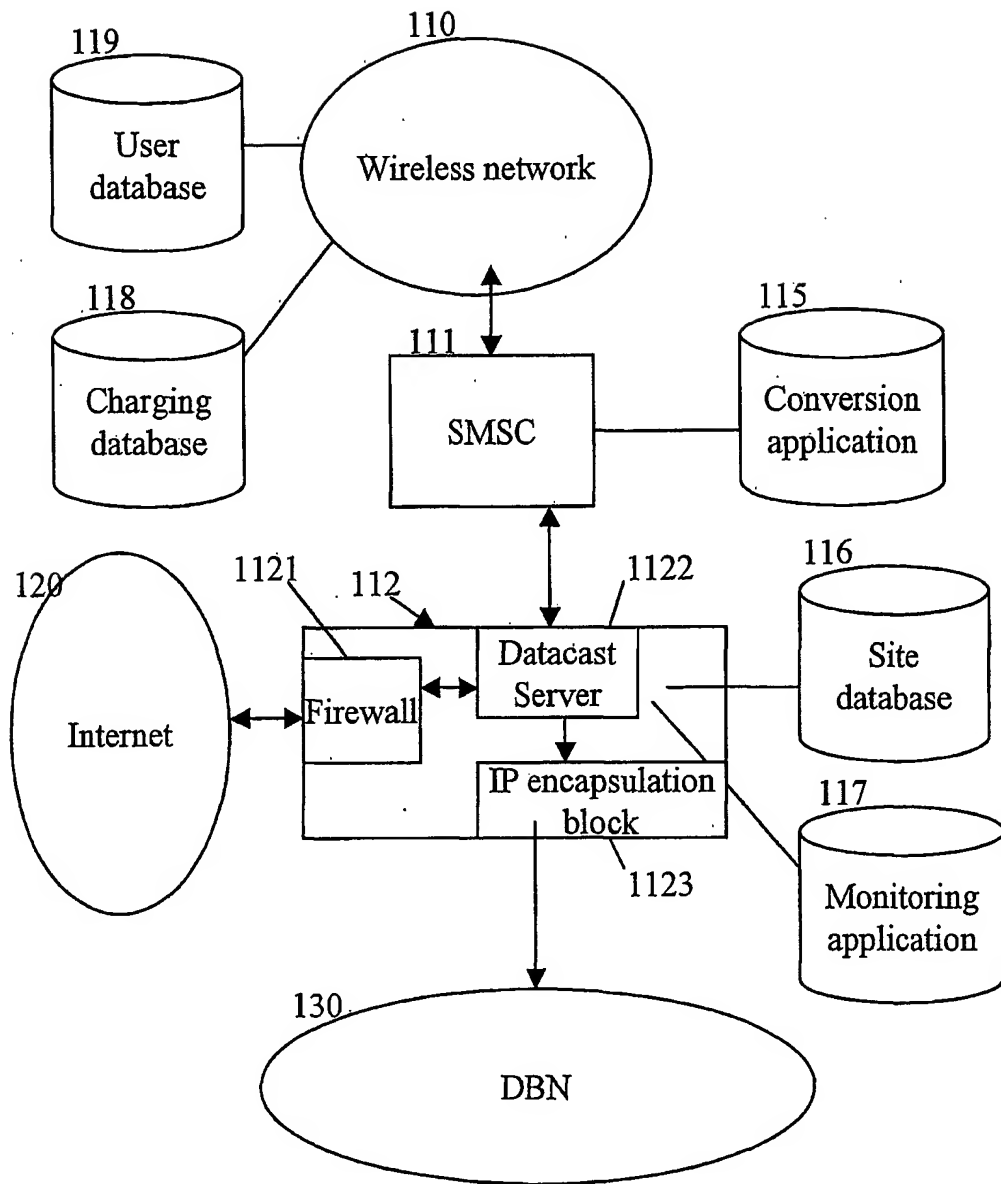 119
110
User
database
Wireless network
118
111
115
Charging
database
SMSC
Conversion
application
120
1121
112
1122
116
Datacast
Server
Site
database
Internet
Firewall
IP encapsulation
block
117
1123
Monitoring
application
130
DBN